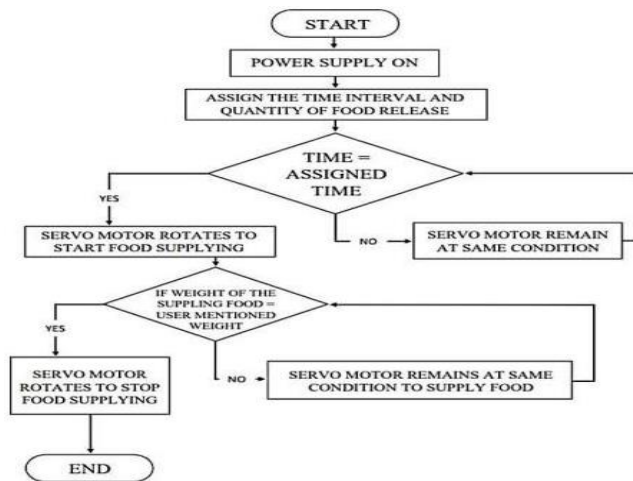 START
POWER SUPPLY ON
ASSIGN THE TIME INTERVAL AND
QUANTITY OF FOOD RELEASE
TIME =
ASSIGNED
TIME
YES
SERVO MOTOR ROTATES TO
START FOOD SUPPLYING
NO
SERVO MOTOR REMAIN
AT SAME CONDITION
IF WEIGHT OF THE
SUPPLING FOOD =
USER MENTIONED
WEIGHT
YES
SERVO MOTOR
ROTATES TO STOP
FOOD SUPPLYING
NO
SERVO MOTOR REMAINS AT SAME
CONDITION TO SUPPLY FOOD
END